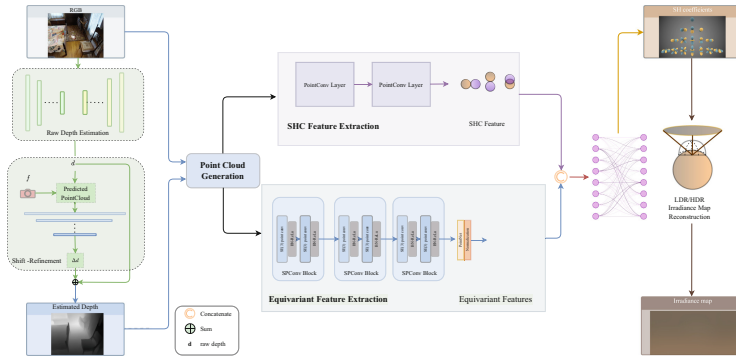 RGB
Raw Depth Estimation
d
f
Predicted
PointCloud
Shift -Refinement
Δd
Estimated Depth
Point Cloud
Generation
PointConv Layer
PointConv Layer
SHC Feature Extraction
SHC Feature
SPConv Block
SPConv Block
SPConv Block
Equivariant Feature Extraction
Equivariant Features
Concatenate
Sum
d raw depth
SH coefficients
LDR/HDR
Irradiance Map
Reconstruction
Irradiance map